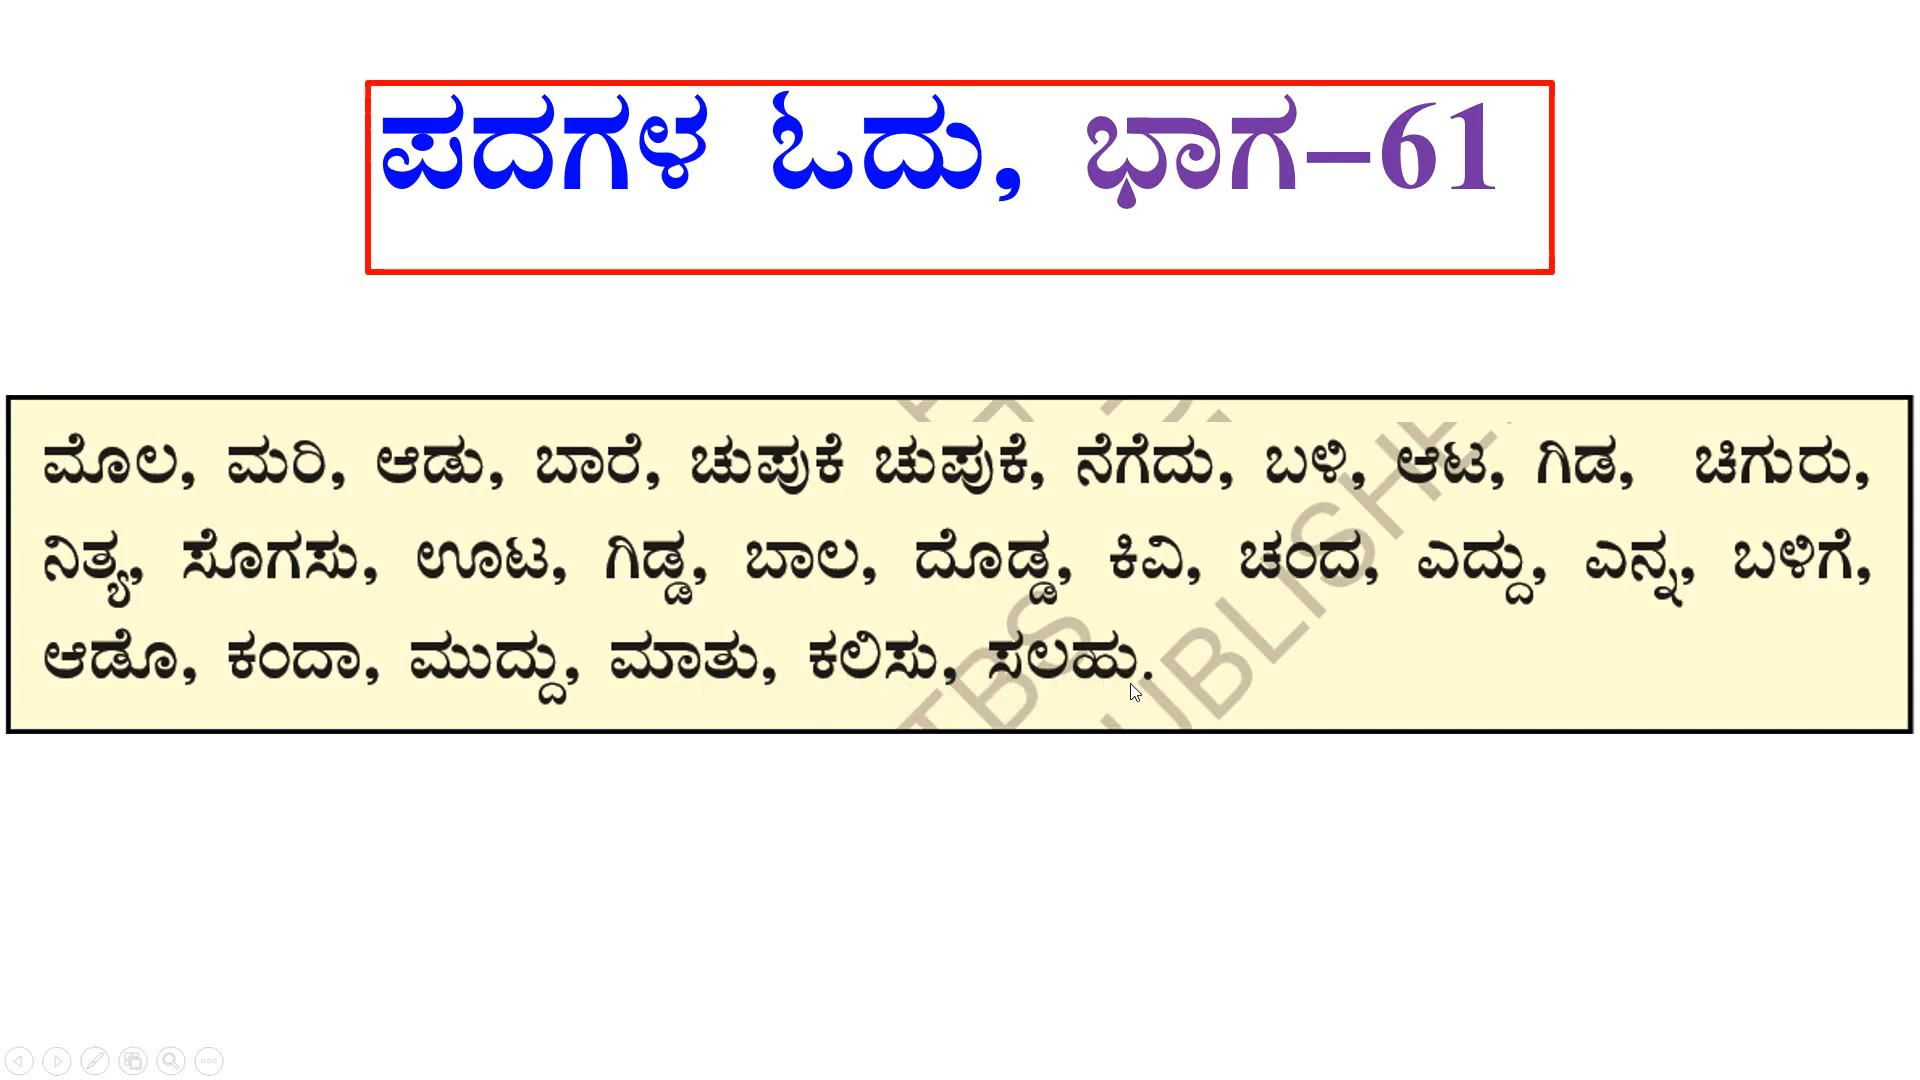 ಪದಗಳ ಓದು, ಭಾಗ-61
ಮೊಲ, ಮರಿ, ಆಡು, ಬಾರೆ, ಚುಪುಕೆ ಚುಪುಕೆ, ನೆಗೆದು, ಬಳಿ, ಆಟ, ಗಿಡ, ಚಿಗುರು,
ನಿತ್ಯ, ಸೊಗಸು, ಊಟ, ಗಿಡ್ಡ, ಬಾಲ, ದೊಡ್ಡ, ಕಿವಿ, ಚಂದ, ಎದ್ದು, ಎನ್ನ, ಬಳಿಗೆ,
ಆಡೊ, ಕಂದಾ, ಮುದ್ದು, ಮಾತು, ಕಲಿಸು, ಸಲಹು.